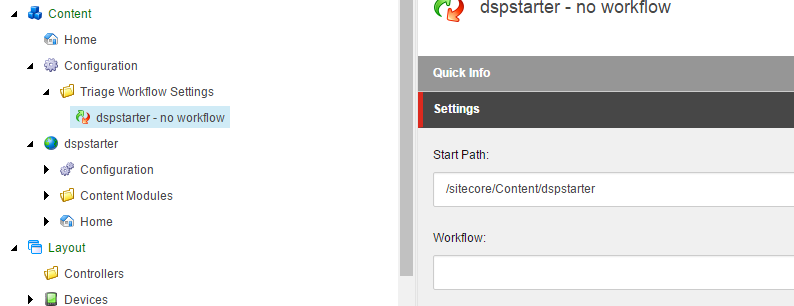 Content
Home
Configuration
Triage Workflow Settings
dspstarter - no workflow
dspstarter
Configuration
Content Modules
Home
Layout
Controllers
Devices
dspstarter - no workflow
Quick Info
Settings
Start Path:
/sitecore/Content/dspstarter
Workflow: